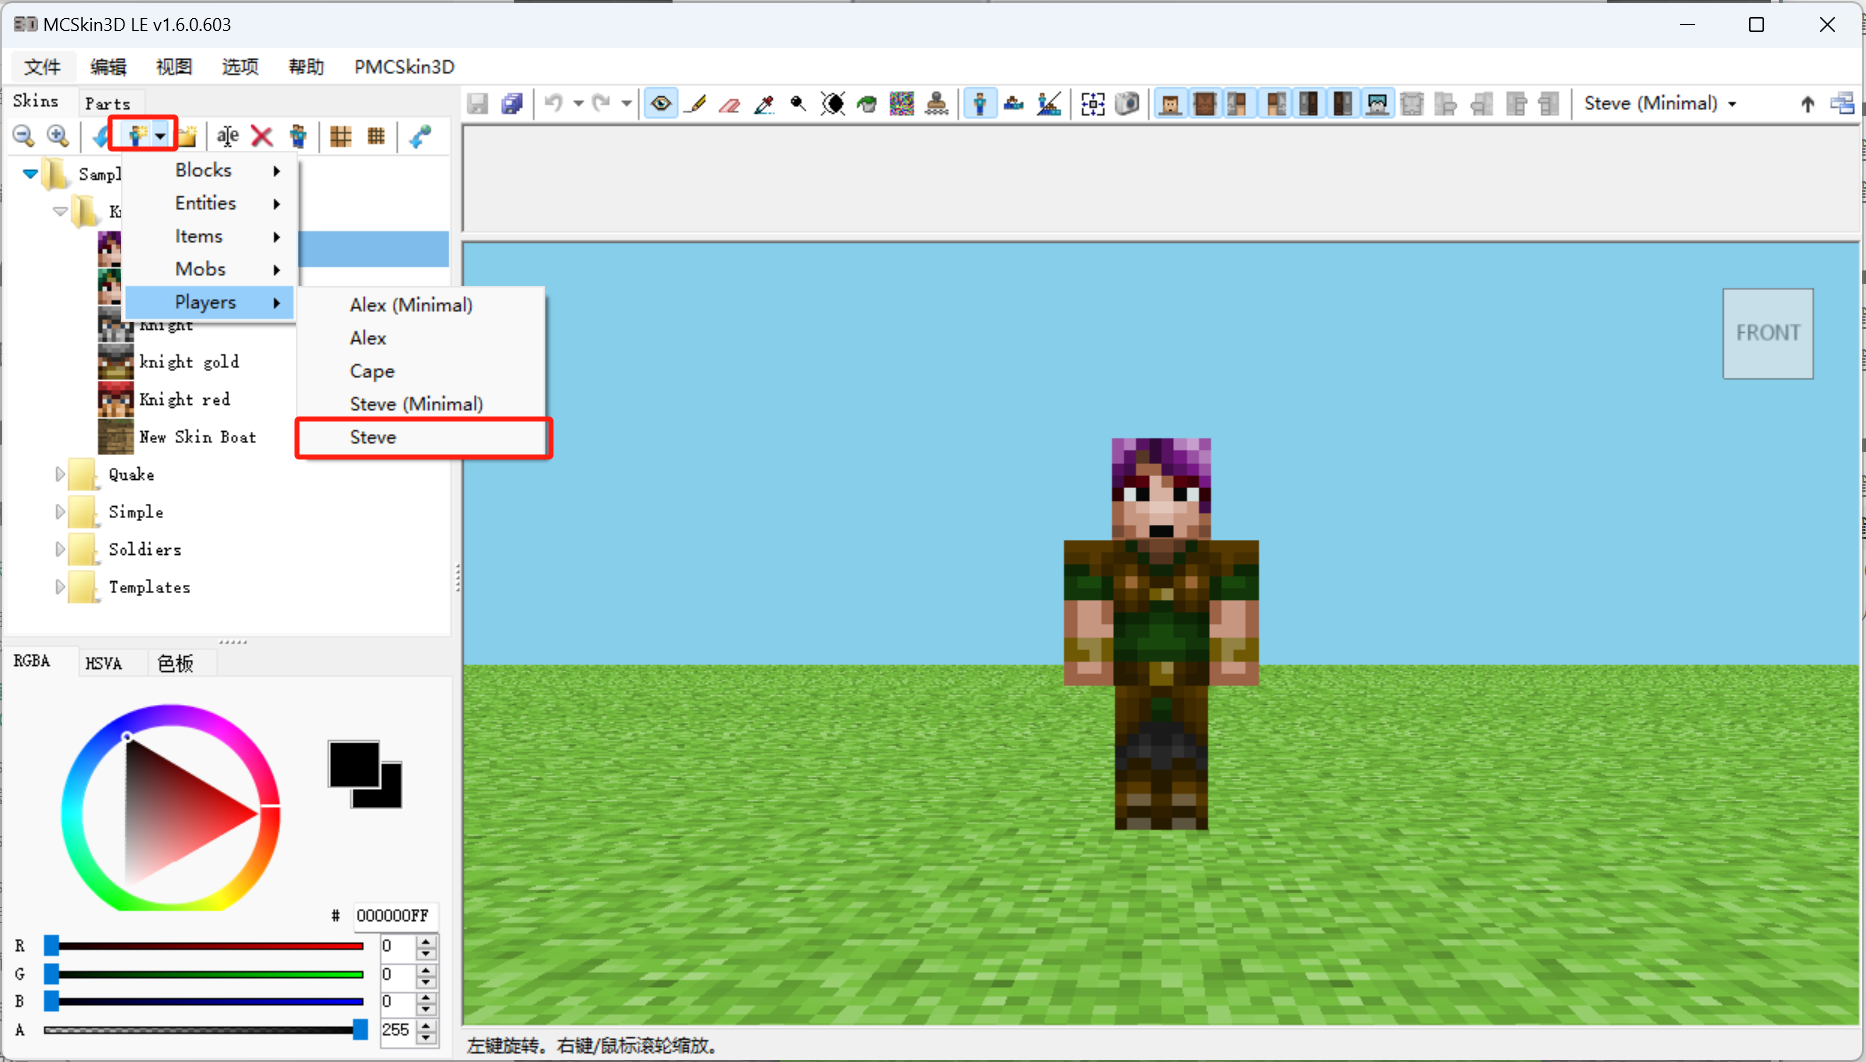 MCSkin3D LE v1.6.0.603
文件 编辑 视图 选项 帮助 PMCSkin3D
Skins Parts
Steve (Minimal)
Blocks
Entities
Items
Mobs
Players
Alex (Minimal)
Alex
Cape
Steve (Minimal)
Steve
Sampl
Kn
Knight
knight gold
Knight red
New Skin Boat
Quake
Simple
Soldiers
Templates
FRONT
RGBA HSVA 色板
# 000000FF
R 0
G 0
B 0
A 255
左键旋转。右键/鼠标滚轮缩放。